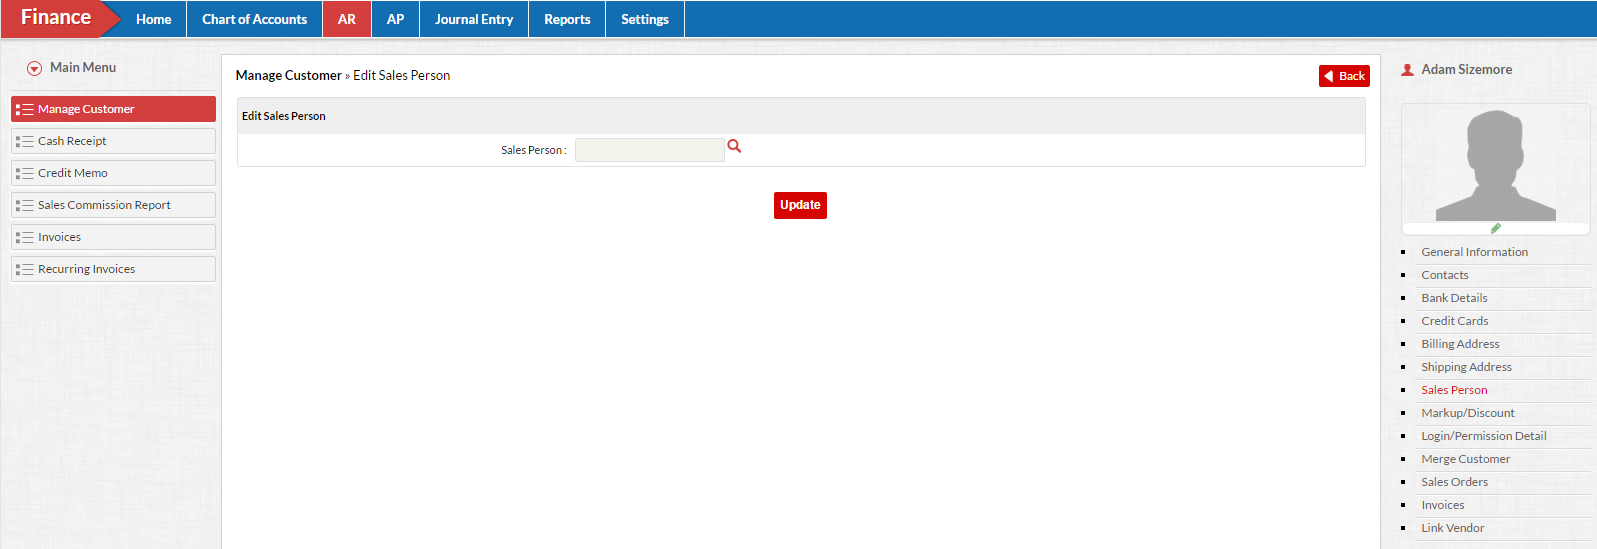 Finance Home Chart of Accounts AR AP Journal Entry Reports Settings
Main Menu
Manage Customer
Cash Receipt
Credit Memo
Sales Commission Report
Invoices
Recurring Invoices
Manage Customer » Edit Sales Person
Back
Edit Sales Person
Sales Person :
Update
Adam Sizemore
General Information
Contacts
Bank Details
Credit Cards
Billing Address
Shipping Address
Sales Person
Markup/Discount
Login/Permission Detail
Merge Customer
Sales Orders
Invoices
Link Vendor